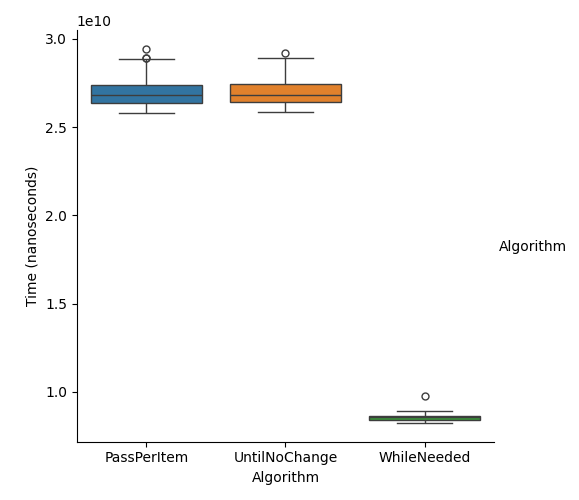 1e10
3.0
2.5
2.0
1.5
1.0
Time (nanoseconds)
PassPerItem
UntilNoChange
WhileNeeded
Algorithm
Algorithm